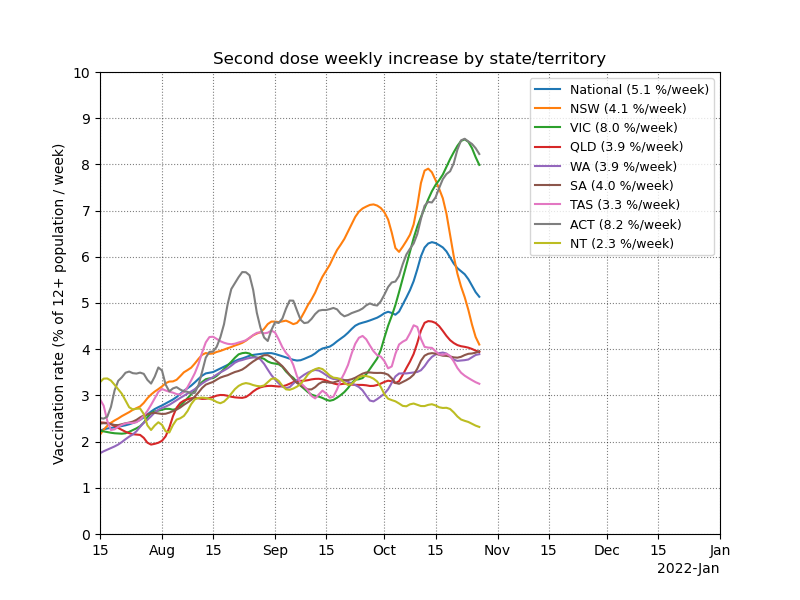 Second dose weekly increase by state/territory
Vaccination rate (% of 12+ population / week)
10
9
8
7
6
5
4
3
2
1
0
National (5.1 %/week)
NSW (4.1 %/week)
VIC (8.0 %/week)
QLD (3.9 %/week)
WA (3.9 %/week)
SA (4.0 %/week)
TAS (3.3 %/week)
ACT (8.2 %/week)
NT (2.3 %/week)
15 Aug 15 Sep 15 Oct 15 Nov 15 Dec 15 Jan
2022-Jan